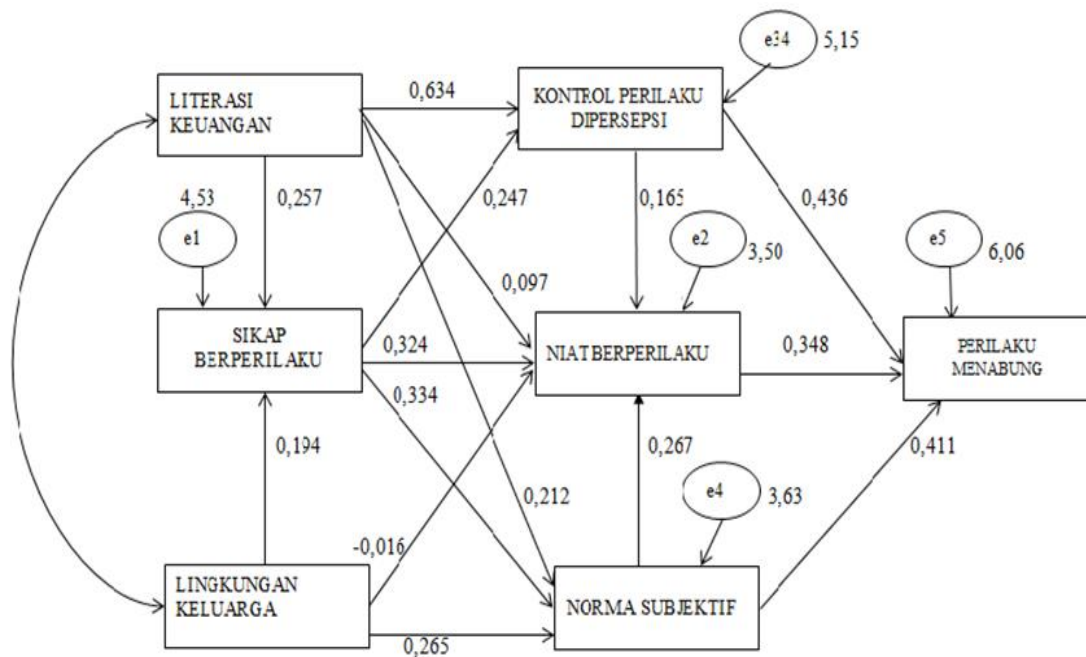 e34 5,15
LITERASI
KEUANGAN
0,634
KONTROL PERILAKU
DIPERSEPSI
4,53
e1
0,257
0,247
0,165
0,436
e2
3,50
e5
6,06
0,097
SIKAP
BERPERILAKU
0,324
NIAT BERPERILAKU
0,348
PERILAKU
MENABUNG
0,334
0,194
0,267
0,411
e4
3,63
0,212
-0,016
LINGKUNGAN
KELUARGA
NORMA SUBJEKTIF
0,265